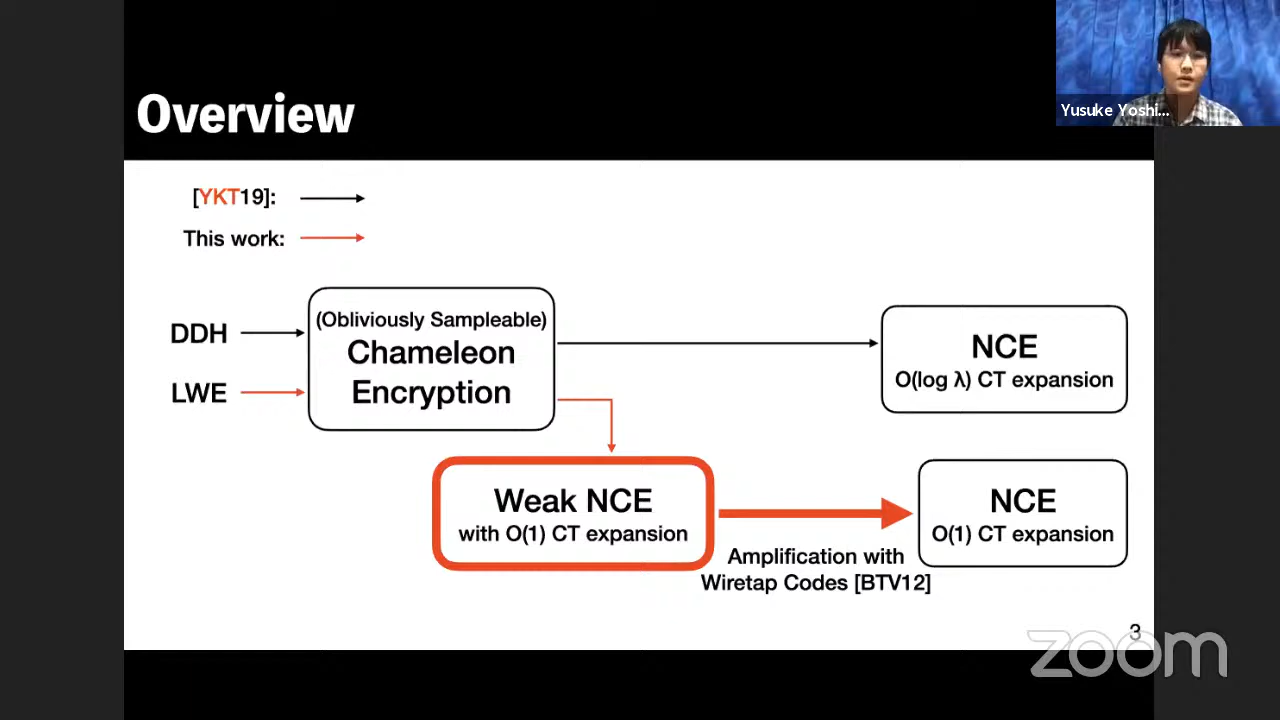 Overview
Yusuke Yoshi...
[YKT19]:
This work:
DDH
LWE
(Obliviously Sampleable)
Chameleon
Encryption
NCE
O(log λ) CT expansion
Weak NCE
with O(1) CT expansion
Amplification with
Wiretap Codes [BTV12]
NCE
O(1) CT expansion
3
zoom